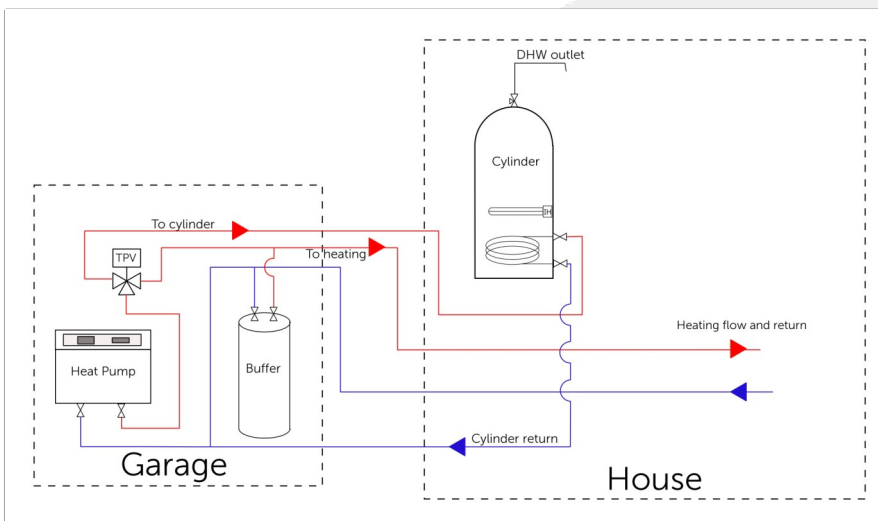 DHW outlet
Cylinder
To cylinder
To heating
TPV
Heating flow and return
Heat Pump
Buffer
IH
Cylinder return
Garage
House